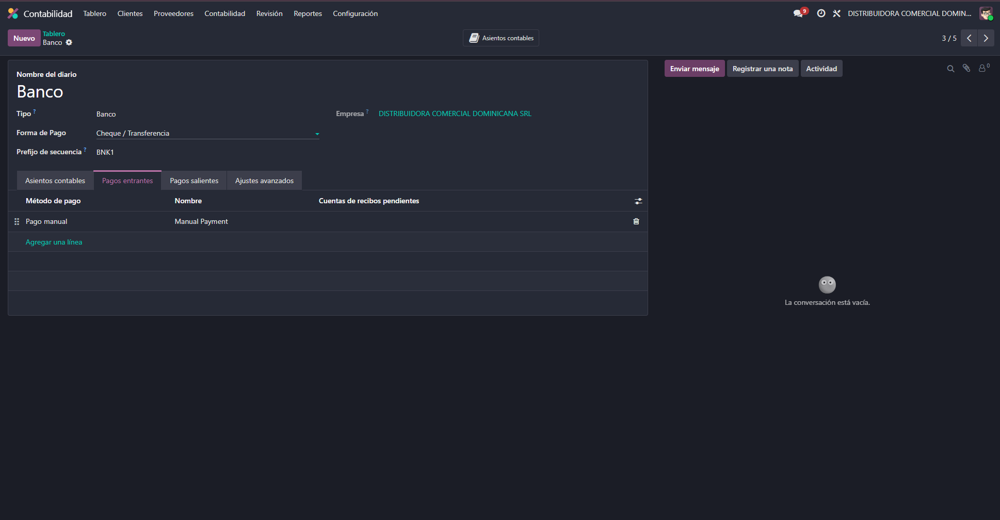 Contabilidad Tablero Clientes Proveedores Contabilidad Revisión Reportes Configuración 9 DISTRIBUIDORA COMERCIAL DOMIN...
Nuevo Tablero
Banco
Asientos contables
3 / 5
Nombre del diario
Banco
Tipo ? Banco
Empresa ? DISTRIBUIDORA COMERCIAL DOMINICANA SRL
Forma de Pago Cheque / Transferencia
Prefijo de secuencia ? BNK1
Asientos contables Pagos entrantes Pagos salientes Ajustes avanzados
Método de pago Nombre Cuentas de recibos pendientes
Pago manual Manual Payment
Agregar una línea
Enviar mensaje Registrar una nota Actividad 0
La conversación está vacía.